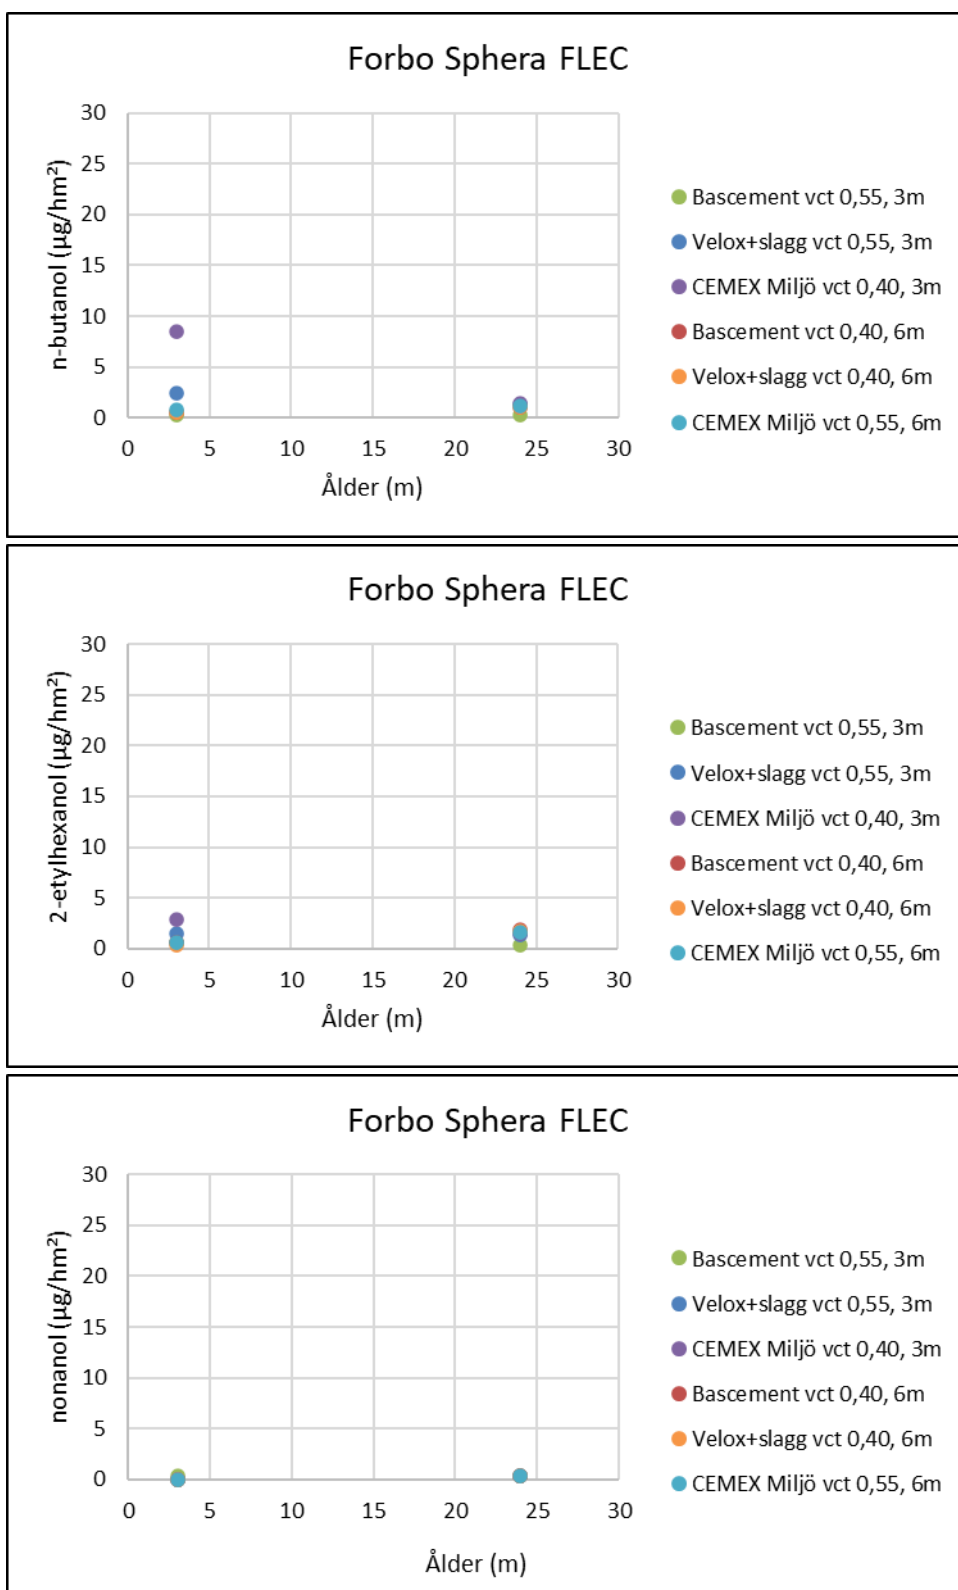 Forbo Sphera FLEC
30
25
20
15
10
5
0
n-butanol (µg/hm²)
0 5 10 15 20 25 30
Ålder (m)
Bascement vct 0,55, 3m
Velox+slagg vct 0,55, 3m
CEMEX Miljö vct 0,40, 3m
Bascement vct 0,40, 6m
Velox+slagg vct 0,40, 6m
CEMEX Miljö vct 0,55, 6m
Forbo Sphera FLEC
30
25
20
15
10
5
0
2-etylhexanol (µg/hm²)
0 5 10 15 20 25 30
Ålder (m)
Bascement vct 0,55, 3m
Velox+slagg vct 0,55, 3m
CEMEX Miljö vct 0,40, 3m
Bascement vct 0,40, 6m
Velox+slagg vct 0,40, 6m
CEMEX Miljö vct 0,55, 6m
Forbo Sphera FLEC
30
25
20
15
10
5
0
nonanol (µg/hm²)
0 5 10 15 20 25 30
Ålder (m)
Bascement vct 0,55, 3m
Velox+slagg vct 0,55, 3m
CEMEX Miljö vct 0,40, 3m
Bascement vct 0,40, 6m
Velox+slagg vct 0,40, 6m
CEMEX Miljö vct 0,55, 6m